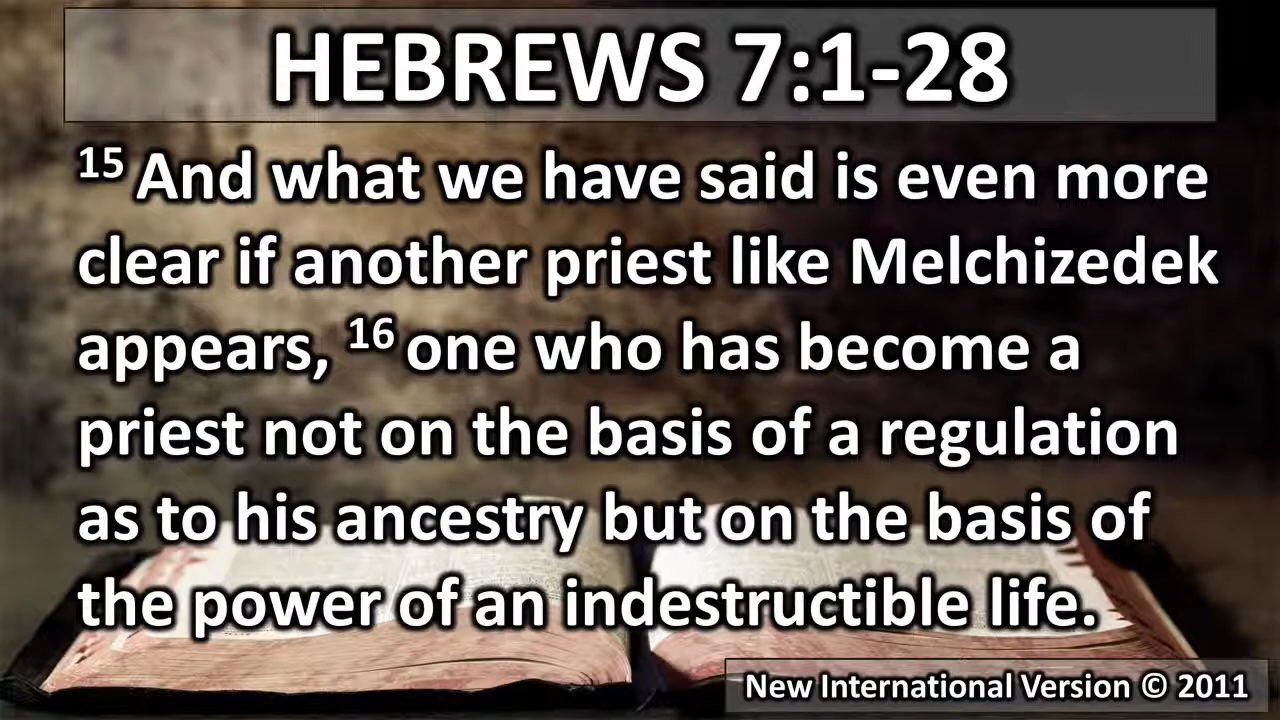 HEBREWS 7:1-28
15 And what we have said is even more
clear if another priest like Melchizedek
appears, 16 one who has become a
priest not on the basis of a regulation
as to his ancestry but on the basis of
the power of an indestructible life.
New International Version © 2011